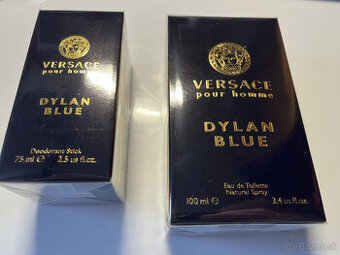 VERSACE
pour homme
DYLAN
BLUE
Deodorant Stick
75 ml e 2.5 us fl.oz.
VERSACE
pour homme
DYLAN
BLUE
Eau de Toilette
Natural Spray
100 ml e 3.4 us fl.oz.